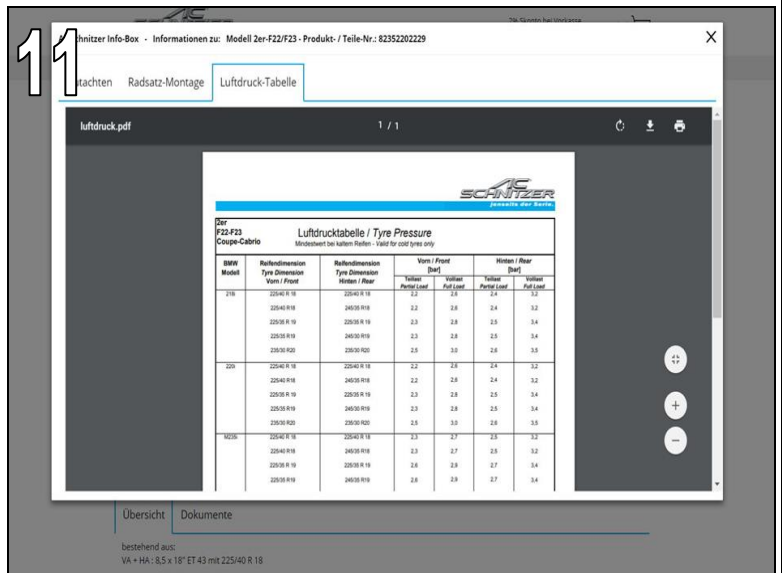 11
2% Skonto bei Vorkasse
Schnitzer Info-Box - Informationen zu: Modell 2er-F22/F23 - Produkt- / Teile-Nr.: 82352202229
X
tachten Radsatz-Montage Luftdruck-Tabelle
luftdruck.pdf 1 / 1
AC
SCHNITZER
jenseits der Serie.
2er
F22-F23
Coupe-Cabrio
Luftdrucktabelle / Tyre Pressure
Mindestwert bei kaltem Reifen - Valid for cold tyres only
BMW Modell Reifendimension Tyre Dimension Vorn / Front Reifendimension Tyre Dimension Hinten / Rear Vorn / Front [bar] Hinten / Rear [bar]
Teillast Partial Load Volllast Full Load Teillast Partial Load Volllast Full Load
218i 225/40 R 18 225/40 R 18 2,2 2,6 2,4 3,2
225/40 R18 245/35 R18 2,2 2,6 2,4 3,2
225/35 R 19 225/35 R 19 2,3 2,8 2,5 3,4
225/35 R19 245/30 R19 2,3 2,8 2,5 3,4
235/30 R20 235/30 R20 2,5 3,0 2,6 3,5
220i 225/40 R 18 225/40 R 18 2,2 2,6 2,4 3,2
225/40 R18 245/35 R18 2,2 2,6 2,4 3,2
225/35 R 19 225/35 R 19 2,3 2,8 2,5 3,4
225/35 R19 245/30 R19 2,3 2,8 2,5 3,4
235/30 R20 235/30 R20 2,5 3,0 2,6 3,5
M235i 225/40 R 18 225/40 R 18 2,3 2,7 2,5 3,2
225/40 R18 245/35 R18 2,3 2,7 2,5 3,2
225/35 R 19 225/35 R 19 2,6 2,9 2,7 3,4
225/35 R19 245/35 R19 2,6 2,9 2,7 3,4
Übersicht Dokumente
bestehend aus:
VA + HA : 8,5 x 18" ET 43 mit 225/40 R 18